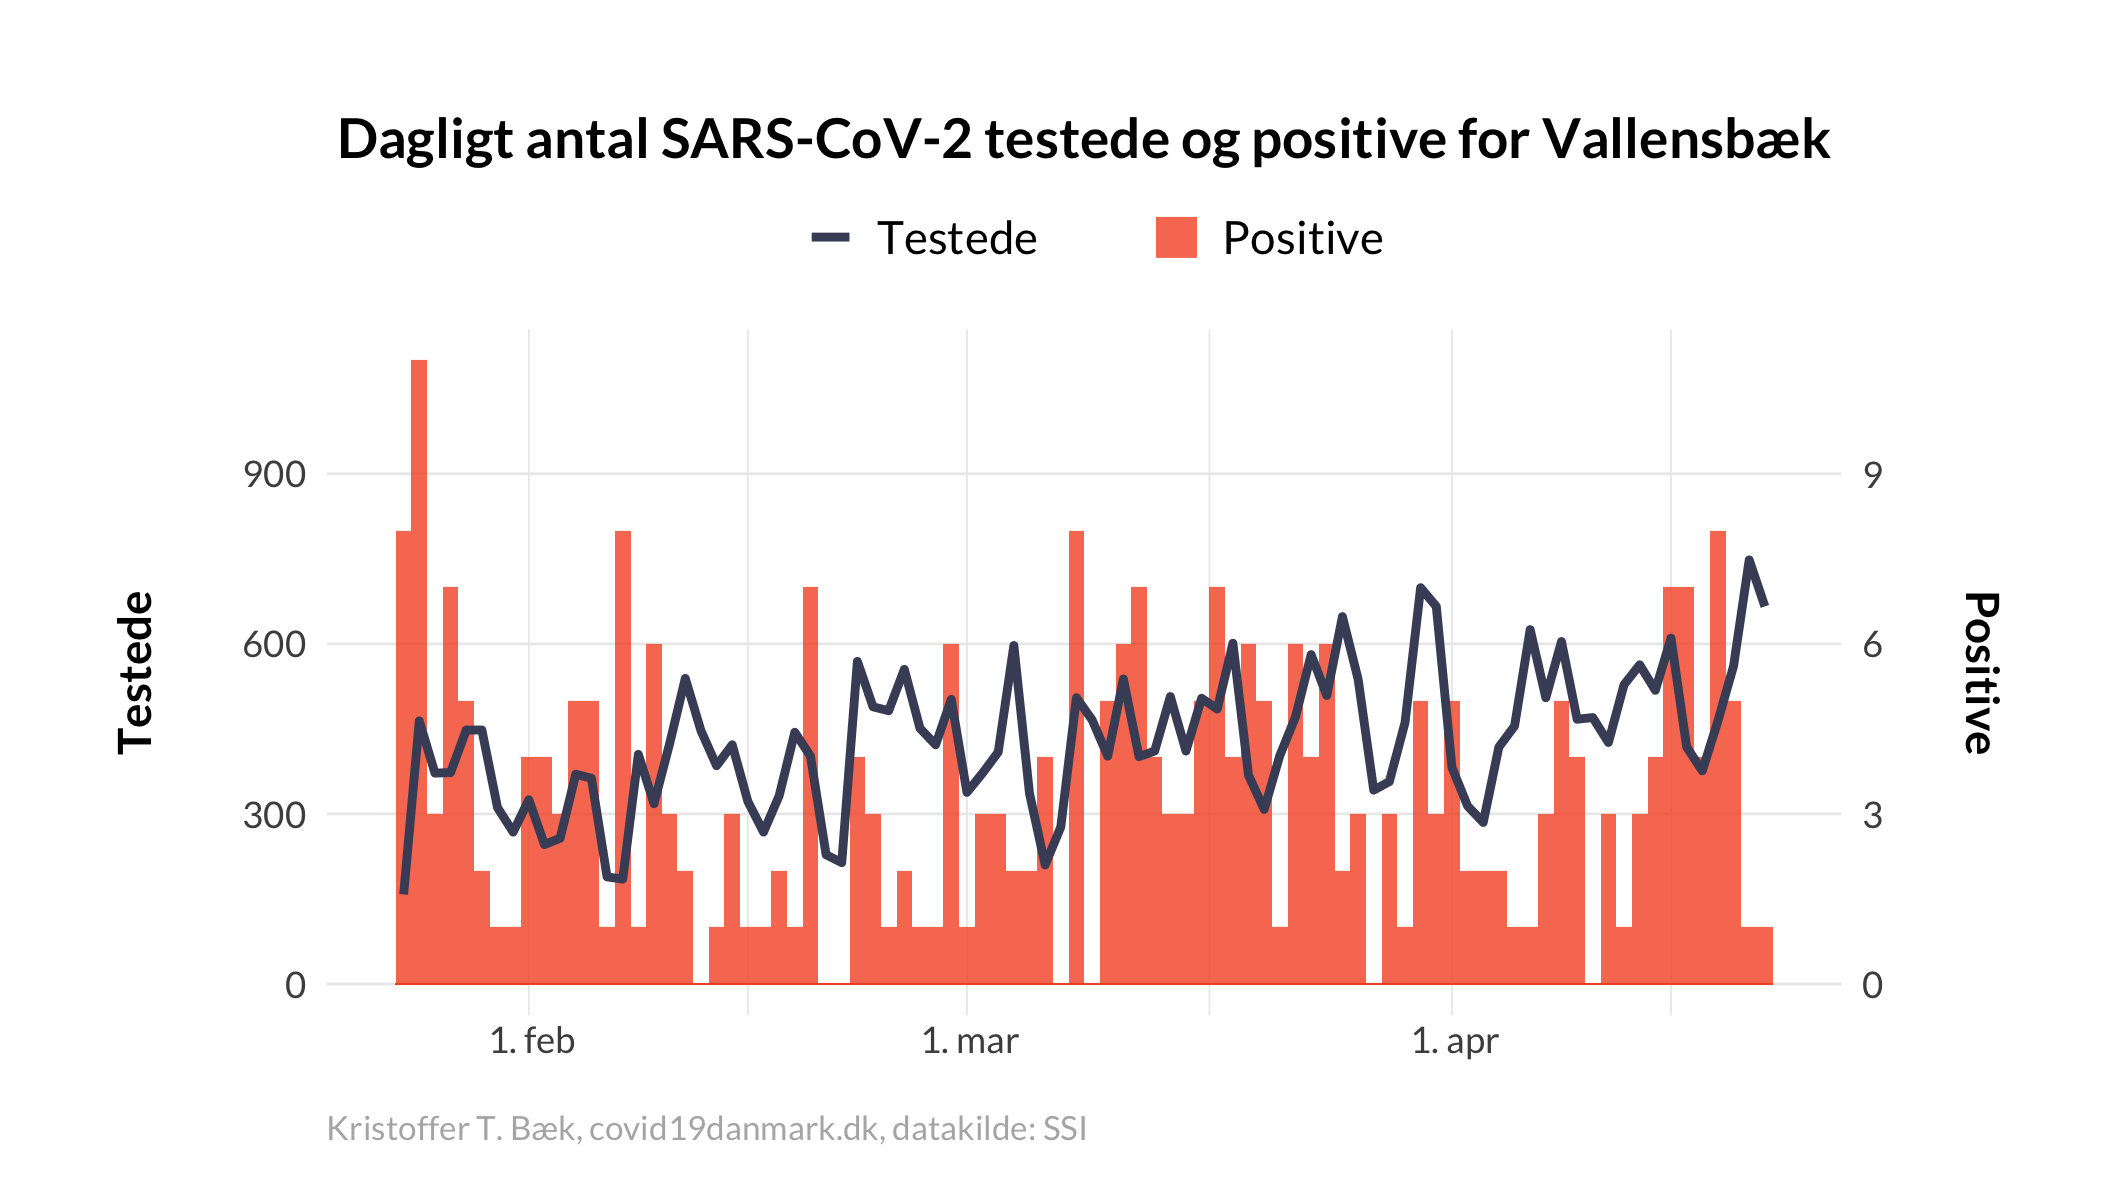 Dagligt antal SARS-CoV-2 testede og positive for Vallensbæk
Testede Positive
900 9
600 6
300 3
0 0
Testede
Positive
1. feb 1. mar 1. apr
Kristoffer T. Bæk, covid19danmark.dk, datakilde: SSI